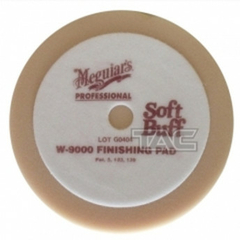 Meguiar's
PROFESSIONAL
Soft
Buff
TAC
W-9000 FINISHING PAD